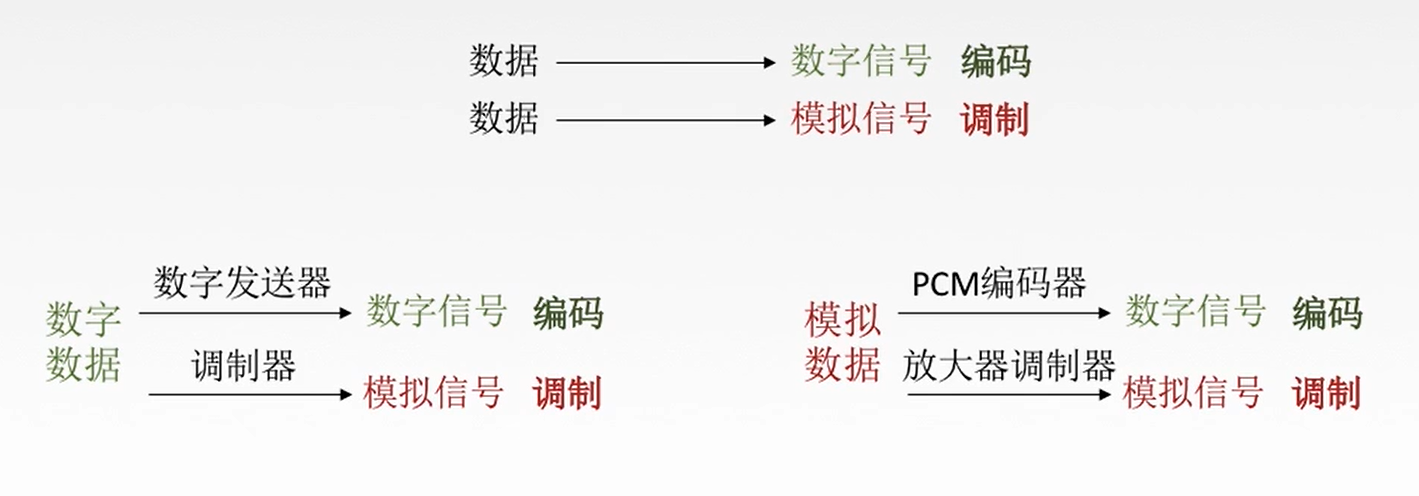 数据 数字信号 编码
数据 模拟信号 调制
数字发送器
数字
数据
数字信号 编码
调制器
模拟信号 调制
PCM编码器
模拟
数据
数字信号 编码
放大器调制器
模拟信号 调制